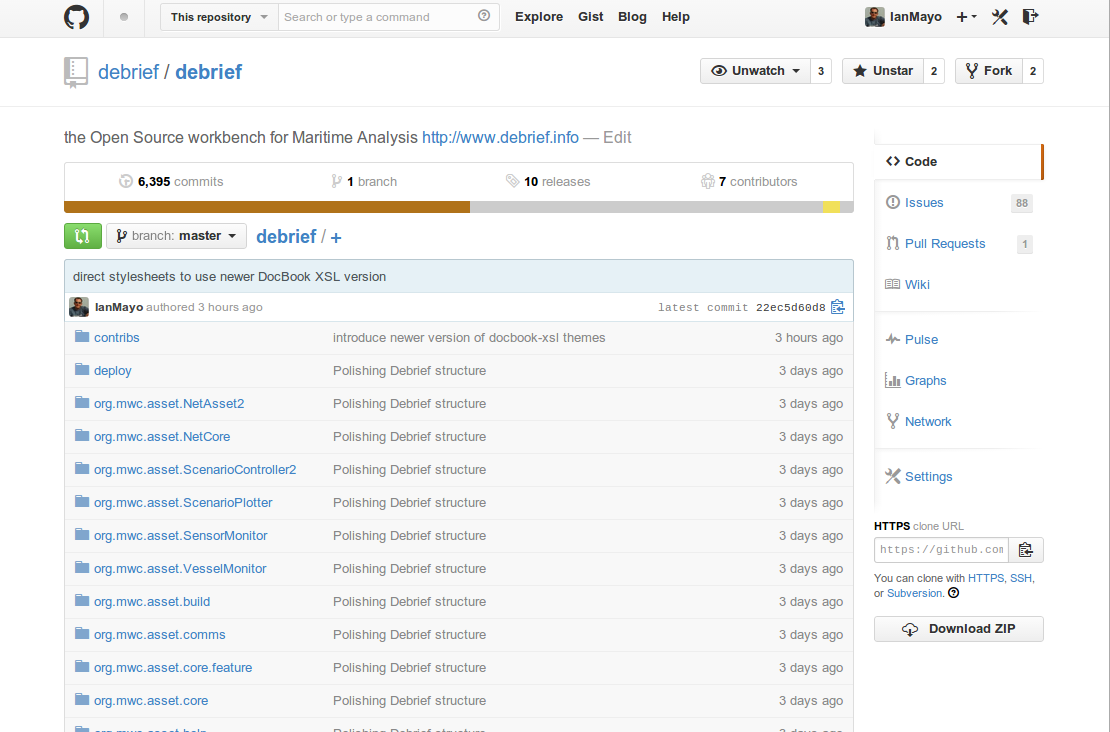 This repository Search or type a command Explore Gist Blog Help IanMayo
debrief / debrief Unwatch 3 Unstar 2 Fork 2
the Open Source workbench for Maritime Analysis http://www.debrief.info — Edit
6,395 commits 1 branch 10 releases 7 contributors
branch: master debrief / +
direct stylesheets to use newer DocBook XSL version
IanMayo authored 3 hours ago latest commit 22ec5d60d8
contribs introduce newer version of docbook-xsl themes 3 hours ago
deploy Polishing Debrief structure 3 days ago
org.mwc.asset.NetAsset2 Polishing Debrief structure 3 days ago
org.mwc.asset.NetCore Polishing Debrief structure 3 days ago
org.mwc.asset.ScenarioController2 Polishing Debrief structure 3 days ago
org.mwc.asset.ScenarioPlotter Polishing Debrief structure 3 days ago
org.mwc.asset.SensorMonitor Polishing Debrief structure 3 days ago
org.mwc.asset.VesselMonitor Polishing Debrief structure 3 days ago
org.mwc.asset.build Polishing Debrief structure 3 days ago
org.mwc.asset.comms Polishing Debrief structure 3 days ago
org.mwc.asset.core.feature Polishing Debrief structure 3 days ago
org.mwc.asset.core Polishing Debrief structure 3 days ago
Code
Issues 88
Pull Requests 1
Wiki
Pulse
Graphs
Network
Settings
HTTPS clone URL
https://github.com
You can clone with HTTPS, SSH,
or Subversion.
Download ZIP